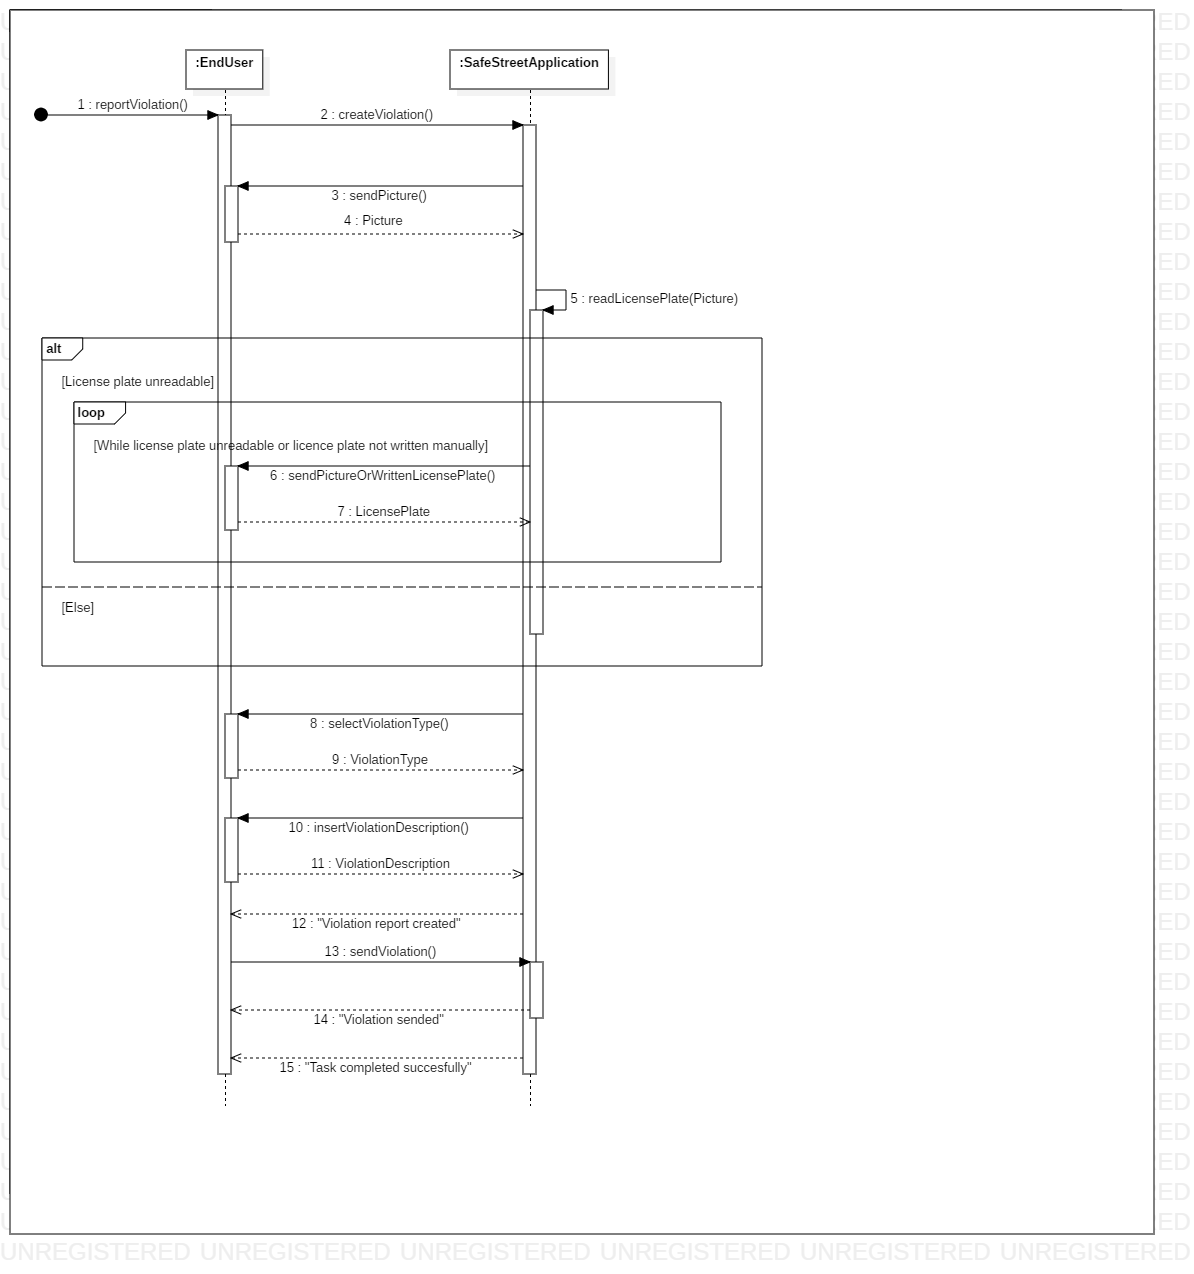 :EndUser
:SafeStreetApplication
1 : reportViolation()
2 : createViolation()
3 : sendPicture()
4 : Picture
5 : readLicensePlate(Picture)
alt
[License plate unreadable]
loop
[While license plate unreadable or licence plate not written manually]
6 : sendPictureOrWrittenLicensePlate()
7 : LicensePlate
[Else]
8 : selectViolationType()
9 : ViolationType
10 : insertViolationDescription()
11 : ViolationDescription
12 : "Violation report created"
13 : sendViolation()
14 : "Violation sended"
15 : "Task completed succesfully"
UNREGISTERED UNREGISTERED UNREGISTERED UNREGISTERED UNREGISTERED UNREGISTERED